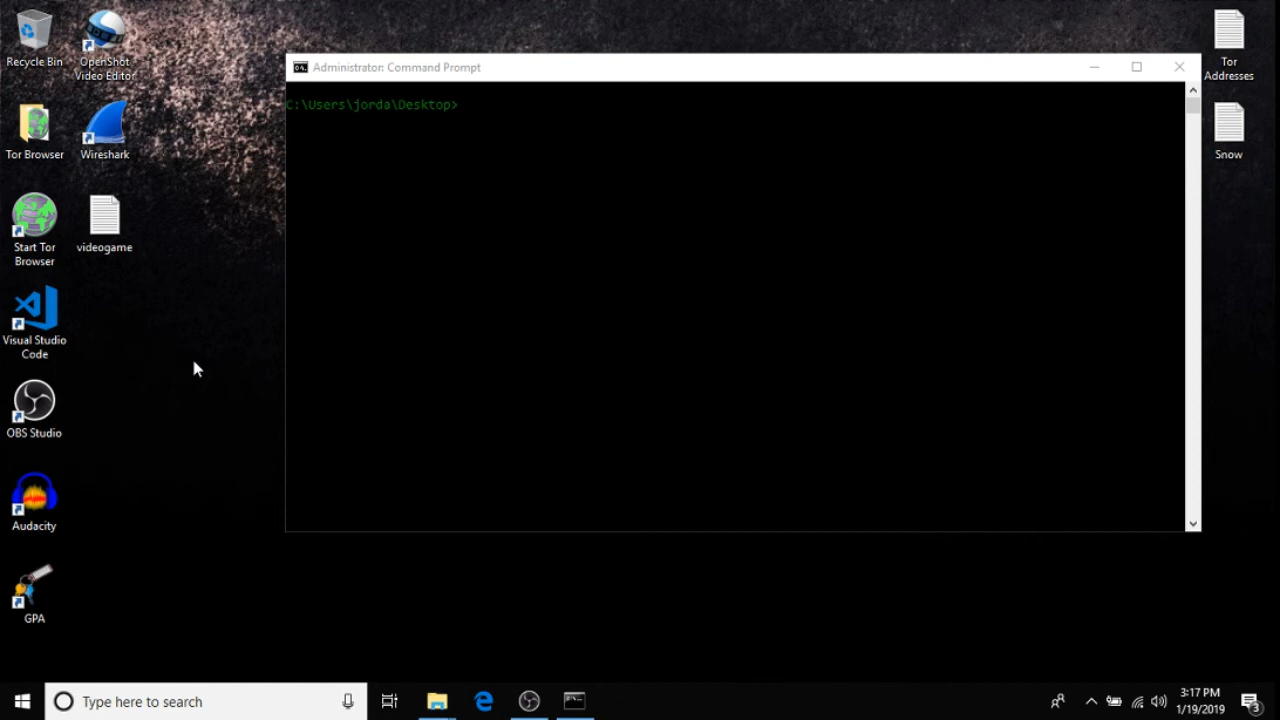 Recycle Bin
OpenShot
Video Editor
Tor Browser
Wireshark
Start Tor
Browser
videogame
Visual Studio
Code
OBS Studio
Audacity
GPA
Administrator: Command Prompt
C:\Users\jorda\Desktop>
Tor
Addresses
Snow
Type here to search
3:17 PM
1/19/2019
3